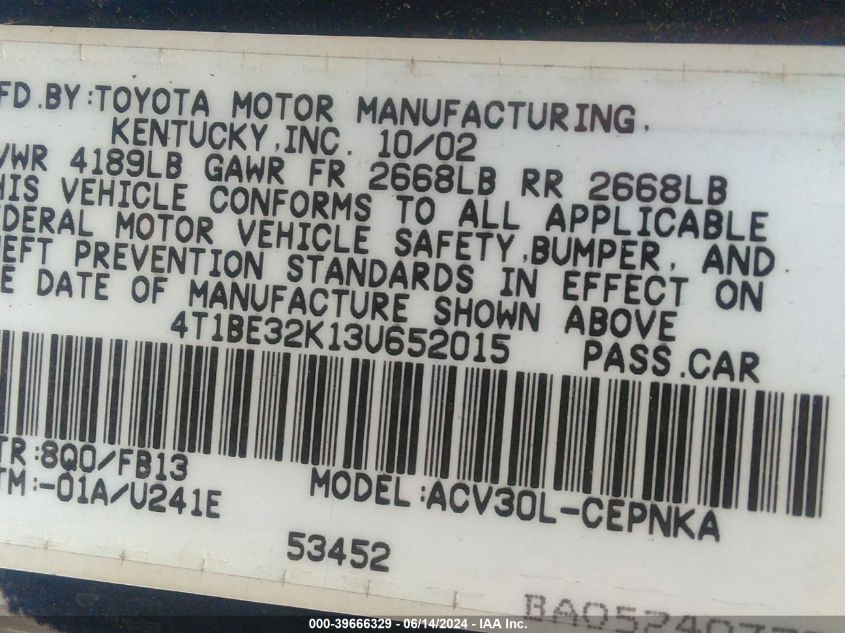 FD.BY:TOYOTA MOTOR MANUFACTURING,
KENTUCKY,INC. 10/02
VWR 4189LB GAWR FR 2668LB RR 2668LB
HIS VEHICLE CONFORMS TO ALL APPLICABLE
EDERAL MOTOR VEHICLE SAFETY,BUMPER, AND
EFT PREVENTION STANDARDS IN EFFECT ON
E DATE OF MANUFACTURE SHOWN ABOVE
4T1BE32K13U652015 PASS.CAR
TR:8Q0/FB13
TM:-01A/U241E MODEL:ACV30L-CEPNKA
53452
000-39666329 - 06/14/2024 - IAA Inc.